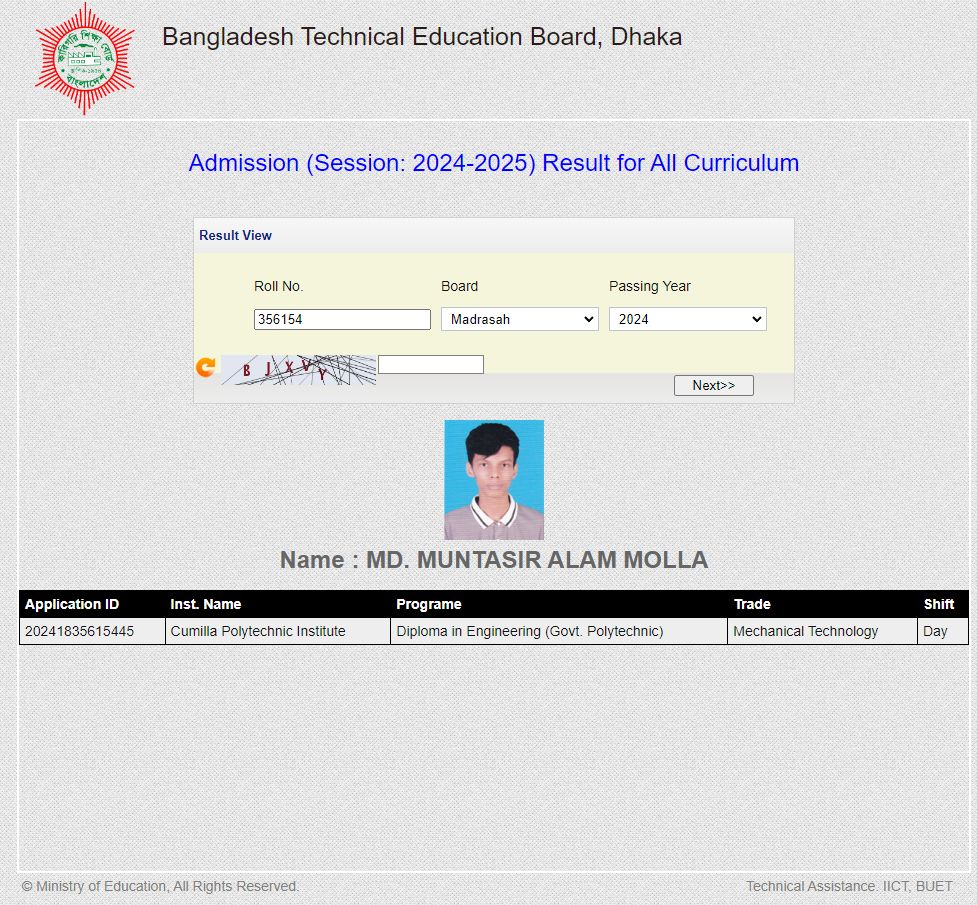 কারিগরি শিক্ষা বোর্ড
বাংলাদেশ
Bangladesh Technical Education Board, Dhaka
Admission (Session: 2024-2025) Result for All Curriculum
Result View
Roll No. Board Passing Year
356154 Madrasah 2024
B J X V Y
Next>>
Name : MD. MUNTASIR ALAM MOLLA
Application ID Inst. Name Programe Trade Shift
20241835615445 Cumilla Polytechnic Institute Diploma in Engineering (Govt. Polytechnic) Mechanical Technology Day
© Ministry of Education, All Rights Reserved. Technical Assistance. IICT, BUET